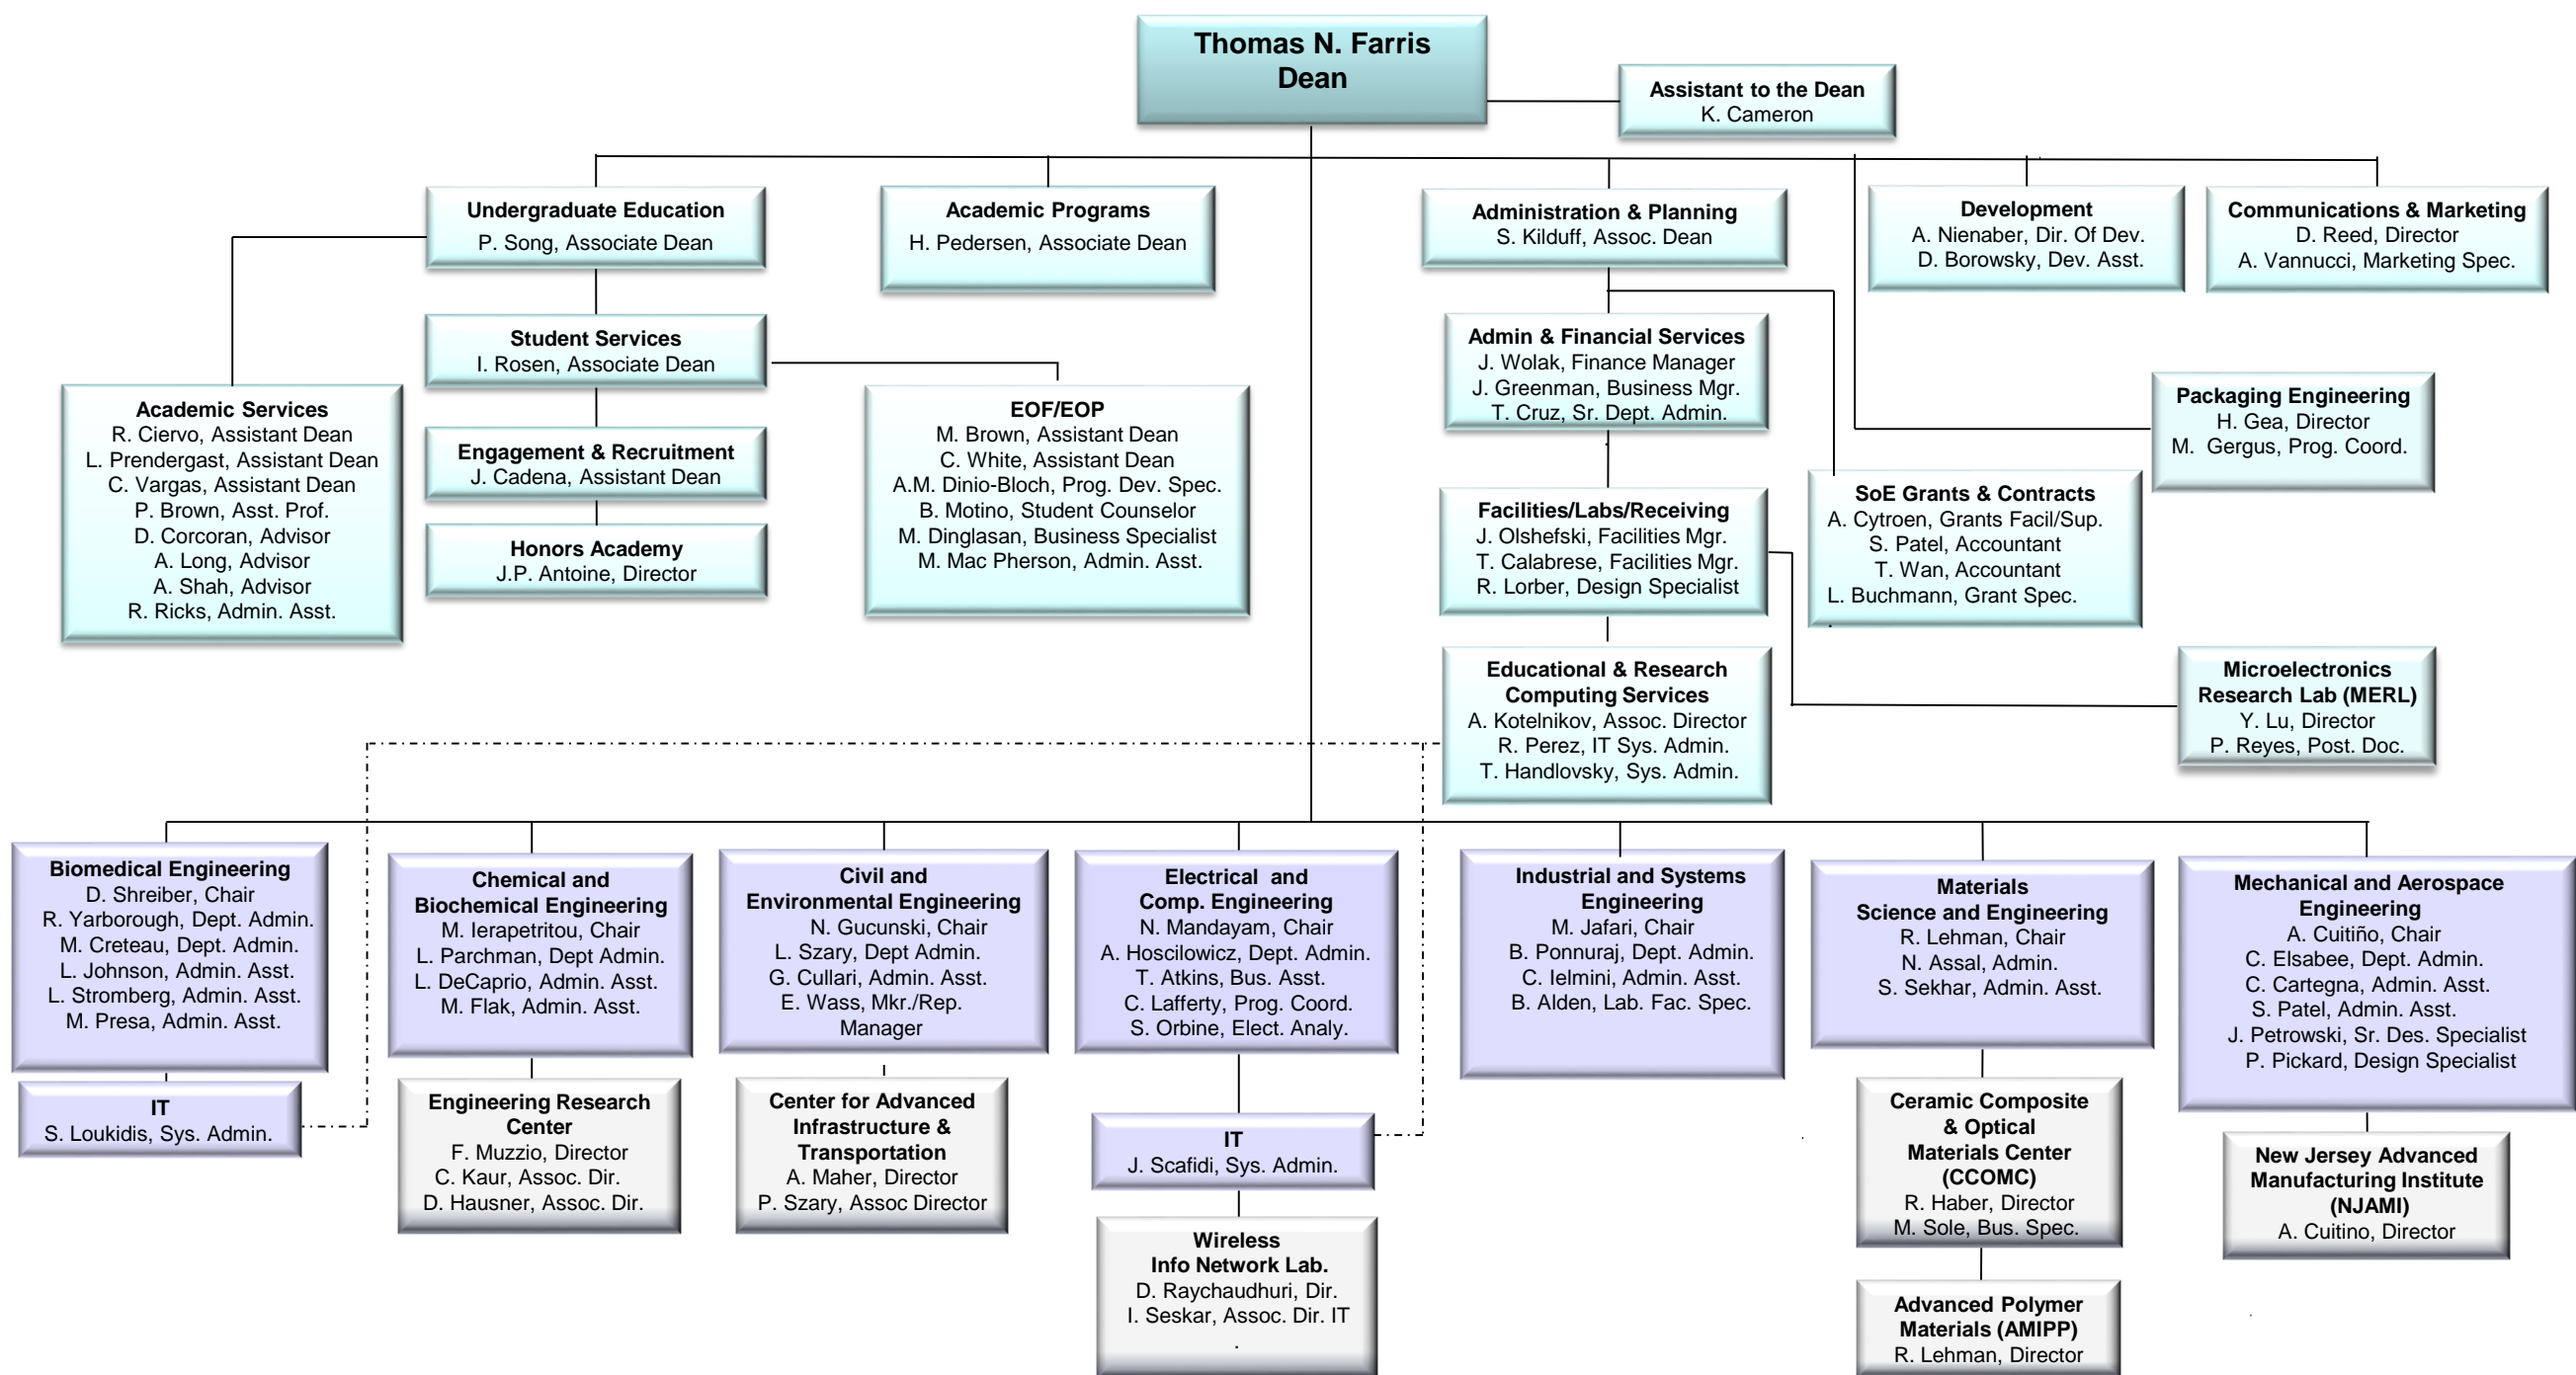 Thomas N. Farris
Dean
Assistant to the Dean
K. Cameron
Undergraduate Education
P. Song, Associate Dean
Academic Programs
H. Pedersen, Associate Dean
Administration & Planning
S. Kilduff, Assoc. Dean
Development
A. Nienaber, Dir. Of Dev.
D. Borowsky, Dev. Asst.
Communications & Marketing
D. Reed, Director
A. Vannucci, Marketing Spec.
Student Services
I. Rosen, Associate Dean
Admin & Financial Services
J. Wolak, Finance Manager
J. Greenman, Business Mgr.
T. Cruz, Sr. Dept. Admin.
.
Packaging Engineering
H. Gea, Director
M.  Gergus, Prog. Coord.
Academic Services
R. Ciervo, Assistant Dean
L. Prendergast, Assistant Dean
C. Vargas, Assistant Dean
P. Brown, Asst. Prof.
D. Corcoran, Advisor
A. Long, Advisor
A. Shah, Advisor
R. Ricks, Admin. Asst.
Engagement & Recruitment
J. Cadena, Assistant Dean
Honors Academy
J.P. Antoine, Director
EOF/EOP
M. Brown, Assistant Dean
C. White, Assistant Dean
A.M. Dinio-Bloch, Prog. Dev. Spec.
B. Motino, Student Counselor
M. Dinglasan, Business Specialist
M. Mac Pherson, Admin. Asst.
Facilities/Labs/Receiving
J. Olshefski, Facilities Mgr.
T. Calabrese, Facilities Mgr.
R. Lorber, Design Specialist
SoE Grants & Contracts
A. Cytroen, Grants Facil/Sup.
S. Patel, Accountant
T. Wan, Accountant
L. Buchmann, Grant Spec.
.
Educational & Research
Computing Services
A. Kotelnikov, Assoc. Director
R. Perez, IT Sys. Admin.
T. Handlovsky, Sys. Admin.
Microelectronics
Research Lab (MERL)
Y. Lu, Director
P. Reyes, Post. Doc.
Biomedical Engineering
D. Shreiber, Chair
R. Yarborough, Dept. Admin.
M. Creteau, Dept. Admin.
L. Johnson, Admin. Asst.
L. Stromberg, Admin. Asst.
M. Presa, Admin. Asst.
Chemical and
Biochemical Engineering
M. Ierapetritou, Chair
L. Parchman, Dept Admin.
L. DeCaprio, Admin. Asst.
M. Flak, Admin. Asst.
Civil and
Environmental Engineering
N. Gucunski, Chair
L. Szary, Dept Admin.
G. Cullari, Admin. Asst.
E. Wass, Mkr./Rep.
Manager
Electrical  and
Comp. Engineering
N. Mandayam, Chair
A. Hoscilowicz, Dept. Admin.
T. Atkins, Bus. Asst.
C. Lafferty, Prog. Coord.
S. Orbine, Elect. Analy.
Industrial and Systems
Engineering
M. Jafari, Chair
B. Ponnuraj, Dept. Admin.
C. Ielmini, Admin. Asst.
B. Alden, Lab. Fac. Spec.
Materials
Science and Engineering
R. Lehman, Chair
N. Assal, Admin.
S. Sekhar, Admin. Asst.
Mechanical and Aerospace
Engineering
A. Cuitiño, Chair
C. Elsabee, Dept. Admin.
C. Cartegna, Admin. Asst.
S. Patel, Admin. Asst.
J. Petrowski, Sr. Des. Specialist
P. Pickard, Design Specialist
IT
S. Loukidis, Sys. Admin.
Engineering Research
Center
F. Muzzio, Director
C. Kaur, Assoc. Dir.
D. Hausner, Assoc. Dir.
Center for Advanced
Infrastructure &
Transportation
A. Maher, Director
P. Szary, Assoc Director
IT
J. Scafidi, Sys. Admin.
Wireless
Info Network Lab.
D. Raychaudhuri, Dir.
I. Seskar, Assoc. Dir. IT
.
Ceramic Composite
& Optical
Materials Center
(CCOMC)
R. Haber, Director
M. Sole, Bus. Spec.
Advanced Polymer
Materials (AMIPP)
R. Lehman, Director
New Jersey Advanced
Manufacturing Institute
(NJAMI)
A. Cuitino, Director